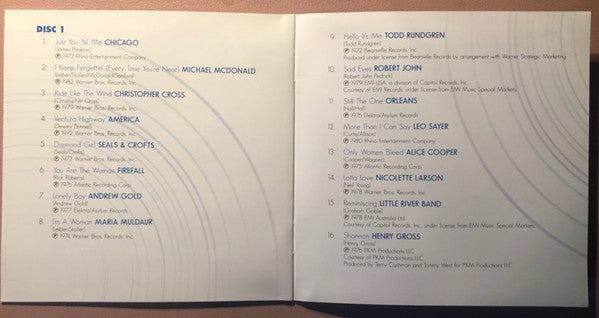 DISC 1
1. Just You 'N' Me CHICAGO
(James Pankow)
℗ 1973 Rhino Entertainment Company
2. I Keep Forgettin' (Every Time You're Near) MICHAEL MCDONALD
(Leiber/Stoller/McDonald/Sanford)
℗ 1982 Warner Bros. Records, Inc.
3. Ride Like The Wind CHRISTOPHER CROSS
(Christopher Cross)
℗ 1979 Warner Bros. Records, Inc.
4. Ventura Highway AMERICA
(Dewey Bunnell)
℗ 1972 Warner Bros. Records, Inc.
5. Diamond Girl SEALS & CROFTS
(Seals/Crofts)
℗ 1973 Warner Bros. Records, Inc.
6. You Are The Woman FIREFALL
(Rick Roberts)
℗ 1976 Atlantic Recording Corp.
7. Lonely Boy ANDREW GOLD
(Andrew Gold)
℗ 1977 Elektra/Asylum Records
8. I'm A Woman MARIA MULDAUR
(Leiber-Stoller)
℗ 1974 Warner Bros. Records, Inc.
9. Hello It's Me TODD RUNDGREN
(Todd Rundgren)
℗ 1972 Bearsville Records, Inc.
Produced under license from Bearsville Records by arrangement with Warner Strategic Marketing
10. Sad Eyes ROBERT JOHN
(Robert John Pedrick)
℗ 1979 EMI-USA, a division of Capitol Records, Inc.
Courtesy of EMI Records under license from EMI Music Special Markets
11. Still The One ORLEANS
(Hall/Hall)
℗ 1976 Elektra/Asylum Records
12. More Than I Can Say LEO SAYER
(Curtis/Allison)
℗ 1980 Rhino Entertainment Company
13. Only Women Bleed ALICE COOPER
(Cooper/Wagner)
℗ 1975 Atlantic Recording Corp.
14. Lotta Love NICOLETTE LARSON
(Neil Young)
℗ 1978 Warner Bros. Records, Inc.
15. Reminiscing LITTLE RIVER BAND
(Graham Goble)
℗ 1978 EMI Australia Ltd.
Courtesy of Capitol Records, Inc. under license from EMI Music Special Markets
16. Shannon HENRY GROSS
(Henry Gross)
℗ 1976 PKM Productions LLC
Courtesy of PKM Productions LLC
Produced by Terry Cashman and Tommy West for PKM Productions LLC